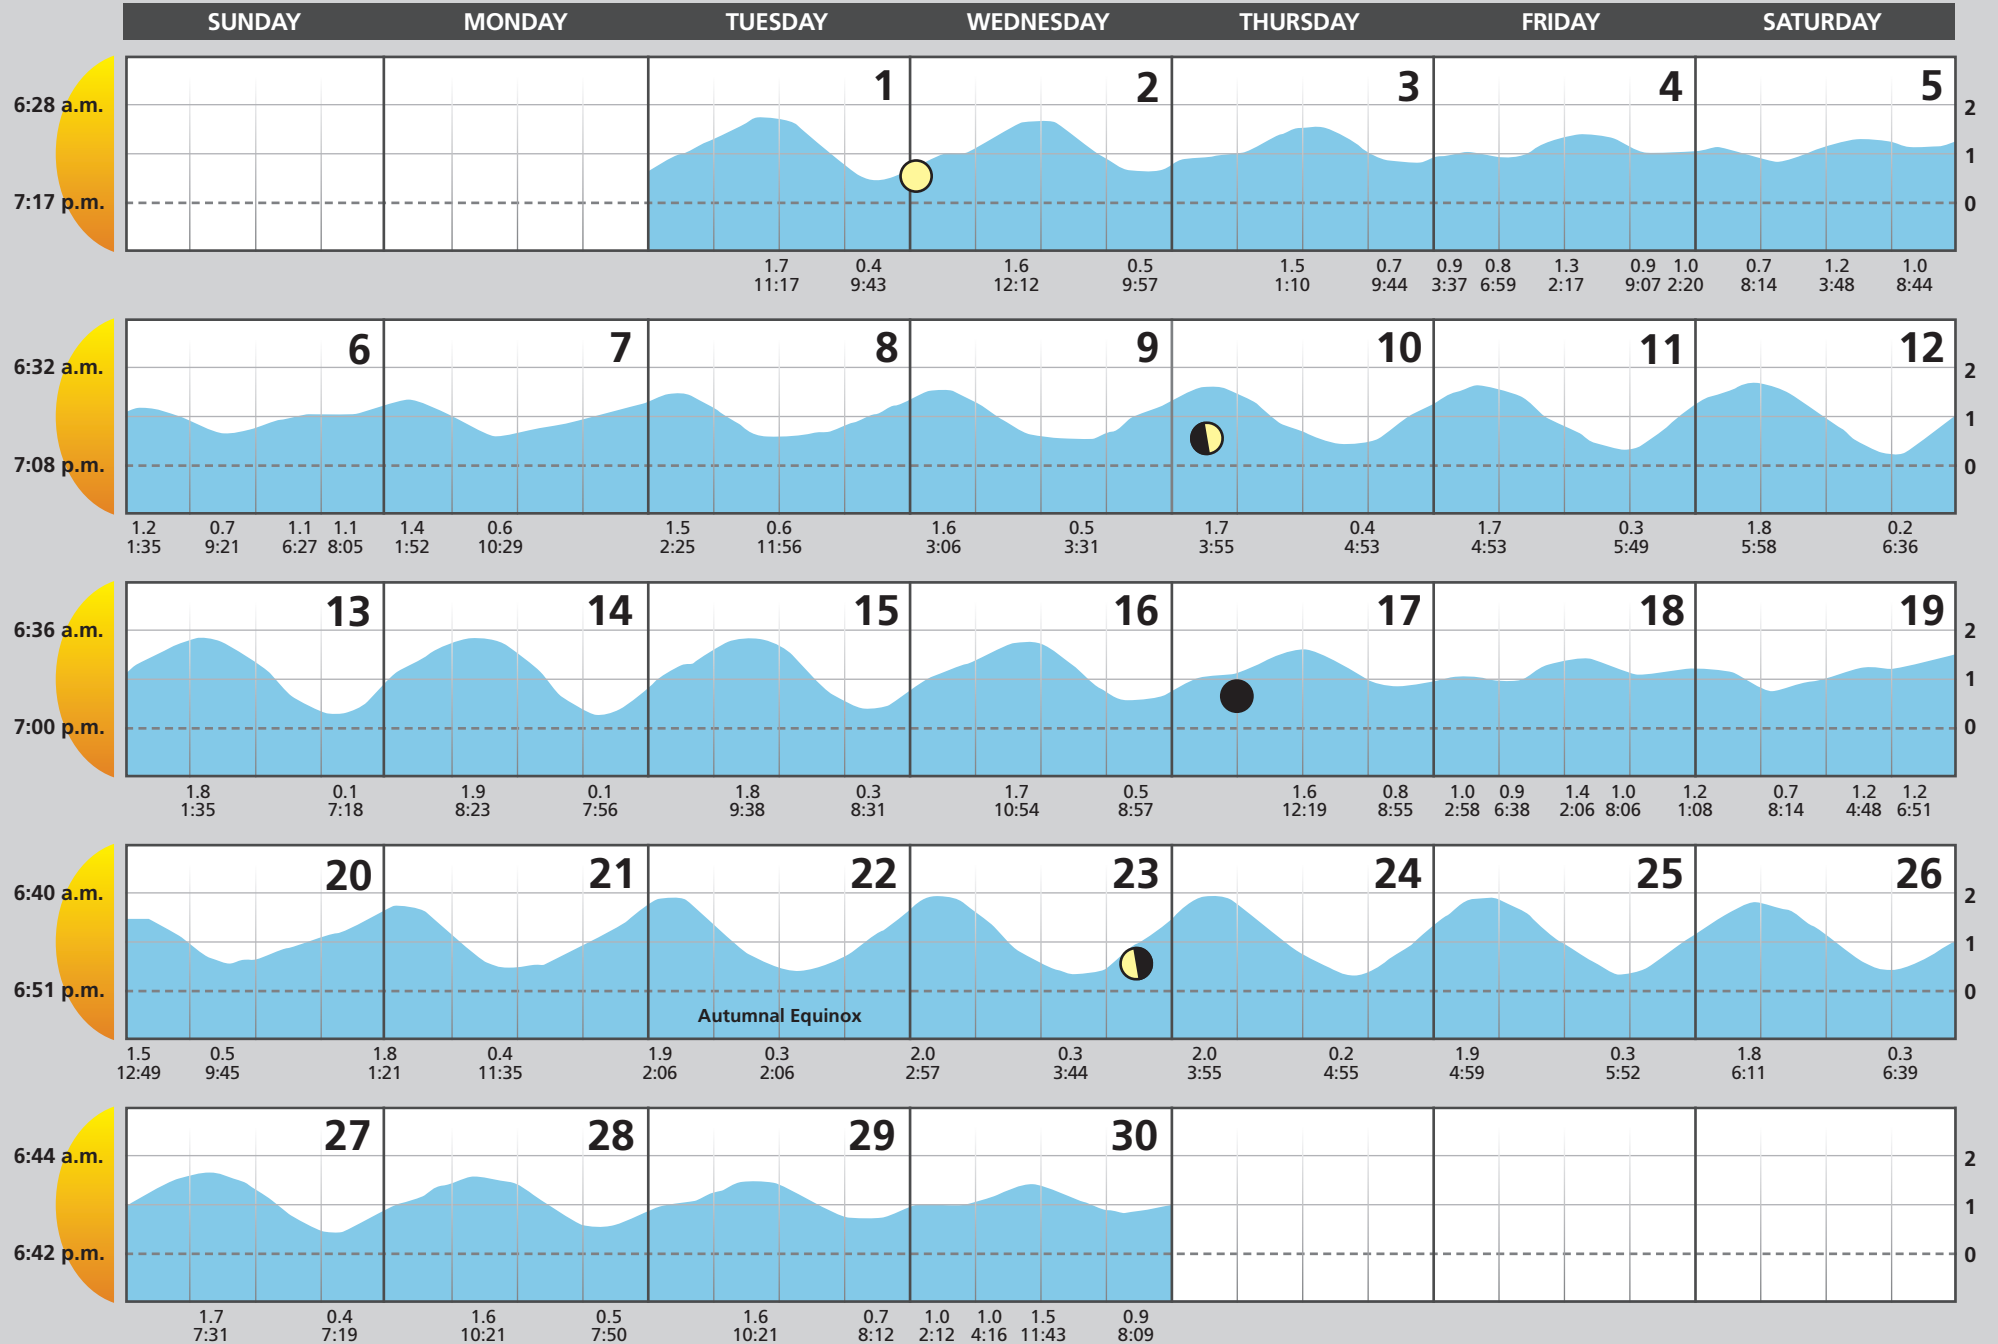 SUNDAY MONDAY TUESDAY WEDNESDAY THURSDAY FRIDAY SATURDAY
1 2 3 4 5
6:28 a.m. 2
1
7:17 p.m. 0
1.7 0.4 1.6 0.5 1.5 0.7 0.9 0.8 1.3 0.9 1.0 0.7 1.2 1.0
11:17 9:43 12:12 9:57 1:10 9:44 3:37 6:59 2:17 9:07 2:20 8:14 3:48 8:44
6 7 8 9 10 11 12
6:32 a.m. 2
1
7:08 p.m. 0
1.2 0.7 1.1 1.1 1.4 0.6 1.5 0.6 1.6 0.5 1.7 0.4 1.7 0.3 1.8 0.2
1:35 9:21 6:27 8:05 1:52 10:29 2:25 11:56 3:06 3:31 3:55 4:53 4:53 5:49 5:58 6:36
13 14 15 16 17 18 19
6:36 a.m. 2
1
7:00 p.m. 0
1.8 0.1 1.9 0.1 1.8 0.3 1.7 0.5 1.6 0.8 1.0 0.9 1.4 1.0 1.2 0.7 1.2 1.2
1:35 7:18 8:23 7:56 9:38 8:31 10:54 8:57 12:19 8:55 2:58 6:38 2:06 8:06 1:08 8:14 4:48 6:51
20 21 22 23 24 25 26
6:40 a.m. 2
1
6:51 p.m. 0
Autumnal Equinox
1.5 0.5 1.8 0.4 1.9 0.3 2.0 0.3 2.0 0.2 1.9 0.3 1.8 0.3
12:49 9:45 1:21 11:35 2:06 2:06 2:57 3:44 3:55 4:55 4:59 5:52 6:11 6:39
27 28 29 30
6:44 a.m. 2
1
6:42 p.m. 0
1.7 0.4 1.6 0.5 1.6 0.7 1.0 1.0 1.5 0.9
7:31 7:19 10:21 7:50 10:21 8:12 2:12 4:16 11:43 8:09